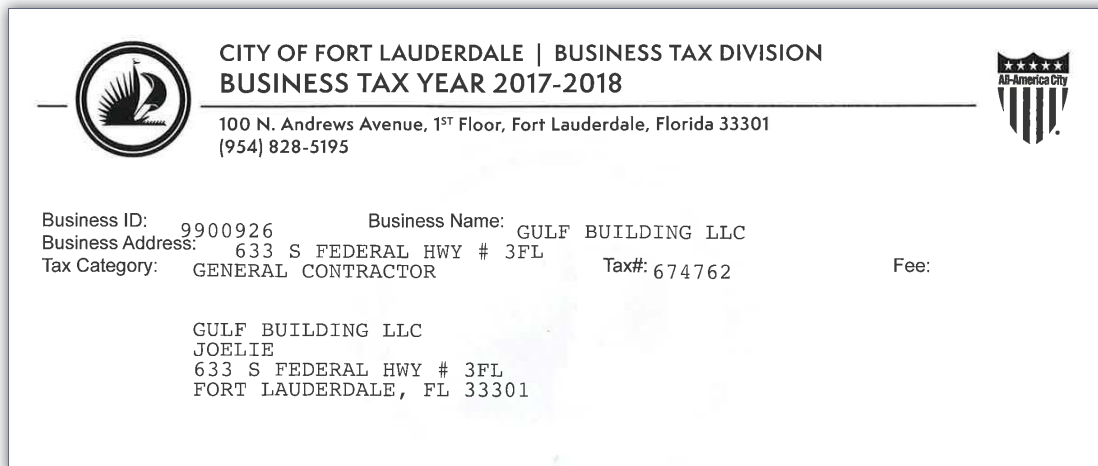 CITY OF FORT LAUDERDALE | BUSINESS TAX DIVISION
BUSINESS TAX YEAR 2017-2018
All-America City
100 N. Andrews Avenue, 1ST Floor, Fort Lauderdale, Florida 33301
(954) 828-5195
Business ID: 9900926 Business Name: GULF BUILDING LLC
Business Address: 633 S FEDERAL HWY # 3FL
Tax Category: GENERAL CONTRACTOR Tax#: 674762 Fee:
GULF BUILDING LLC
JOELIE
633 S FEDERAL HWY # 3FL
FORT LAUDERDALE, FL 33301